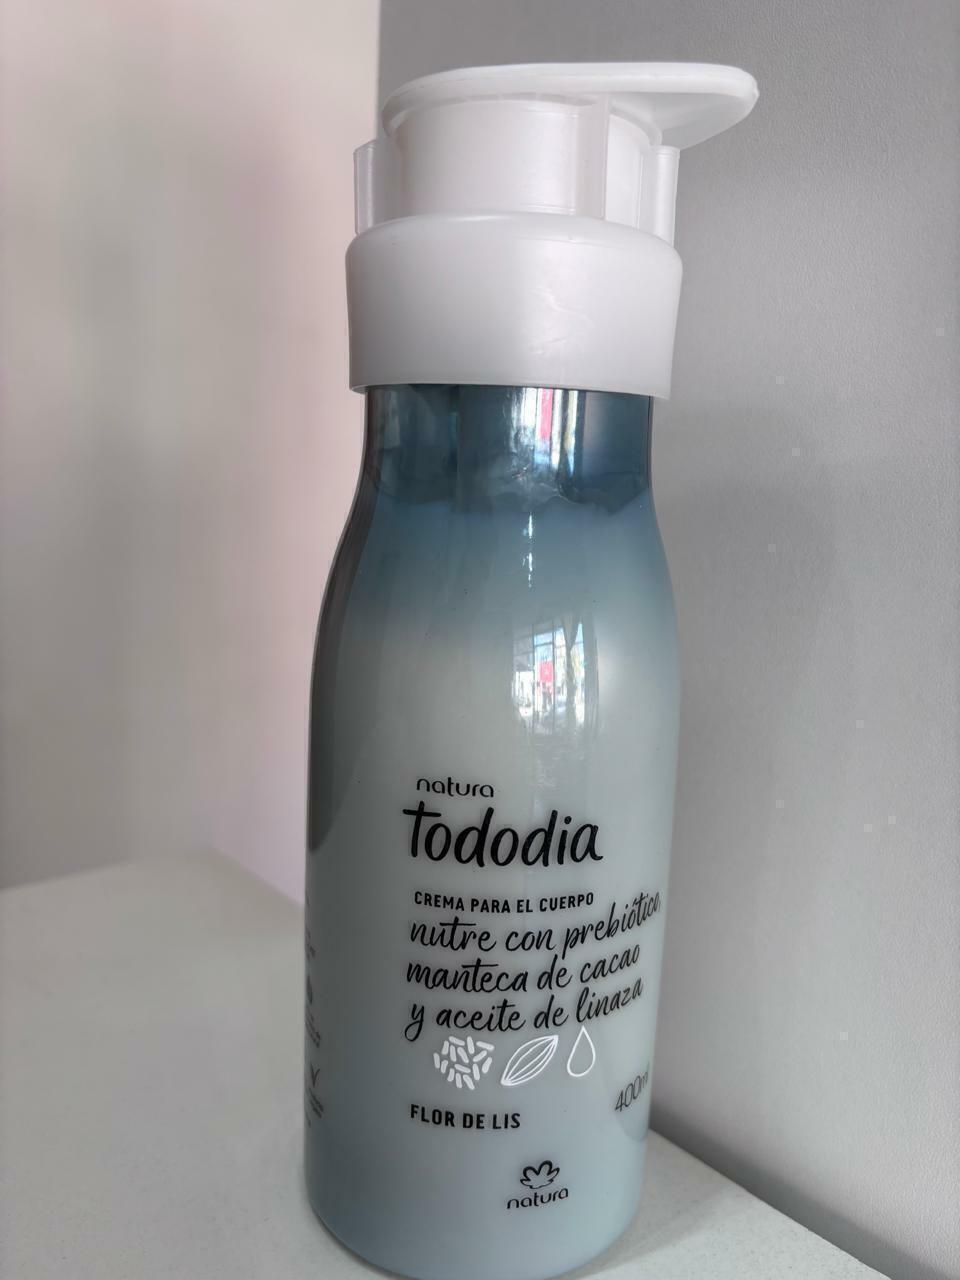 natura
tododia
CREMA PARA EL CUERPO
nutre con prebiótico,
manteca de cacao
y aceite de linaza
FLOR DE LIS
400ml
natura